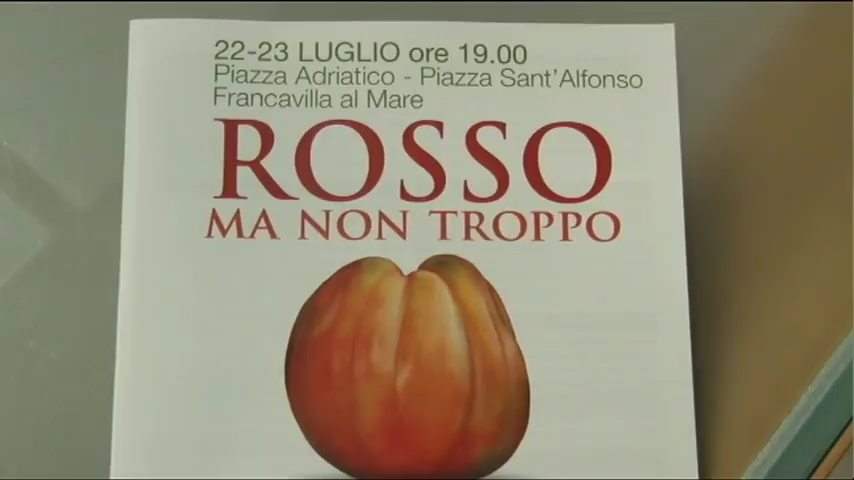 22-23 LUGLIO ore 19.00
Piazza Adriatico - Piazza Sant'Alfonso
Francavilla al Mare
ROSSO
MA NON TROPPO